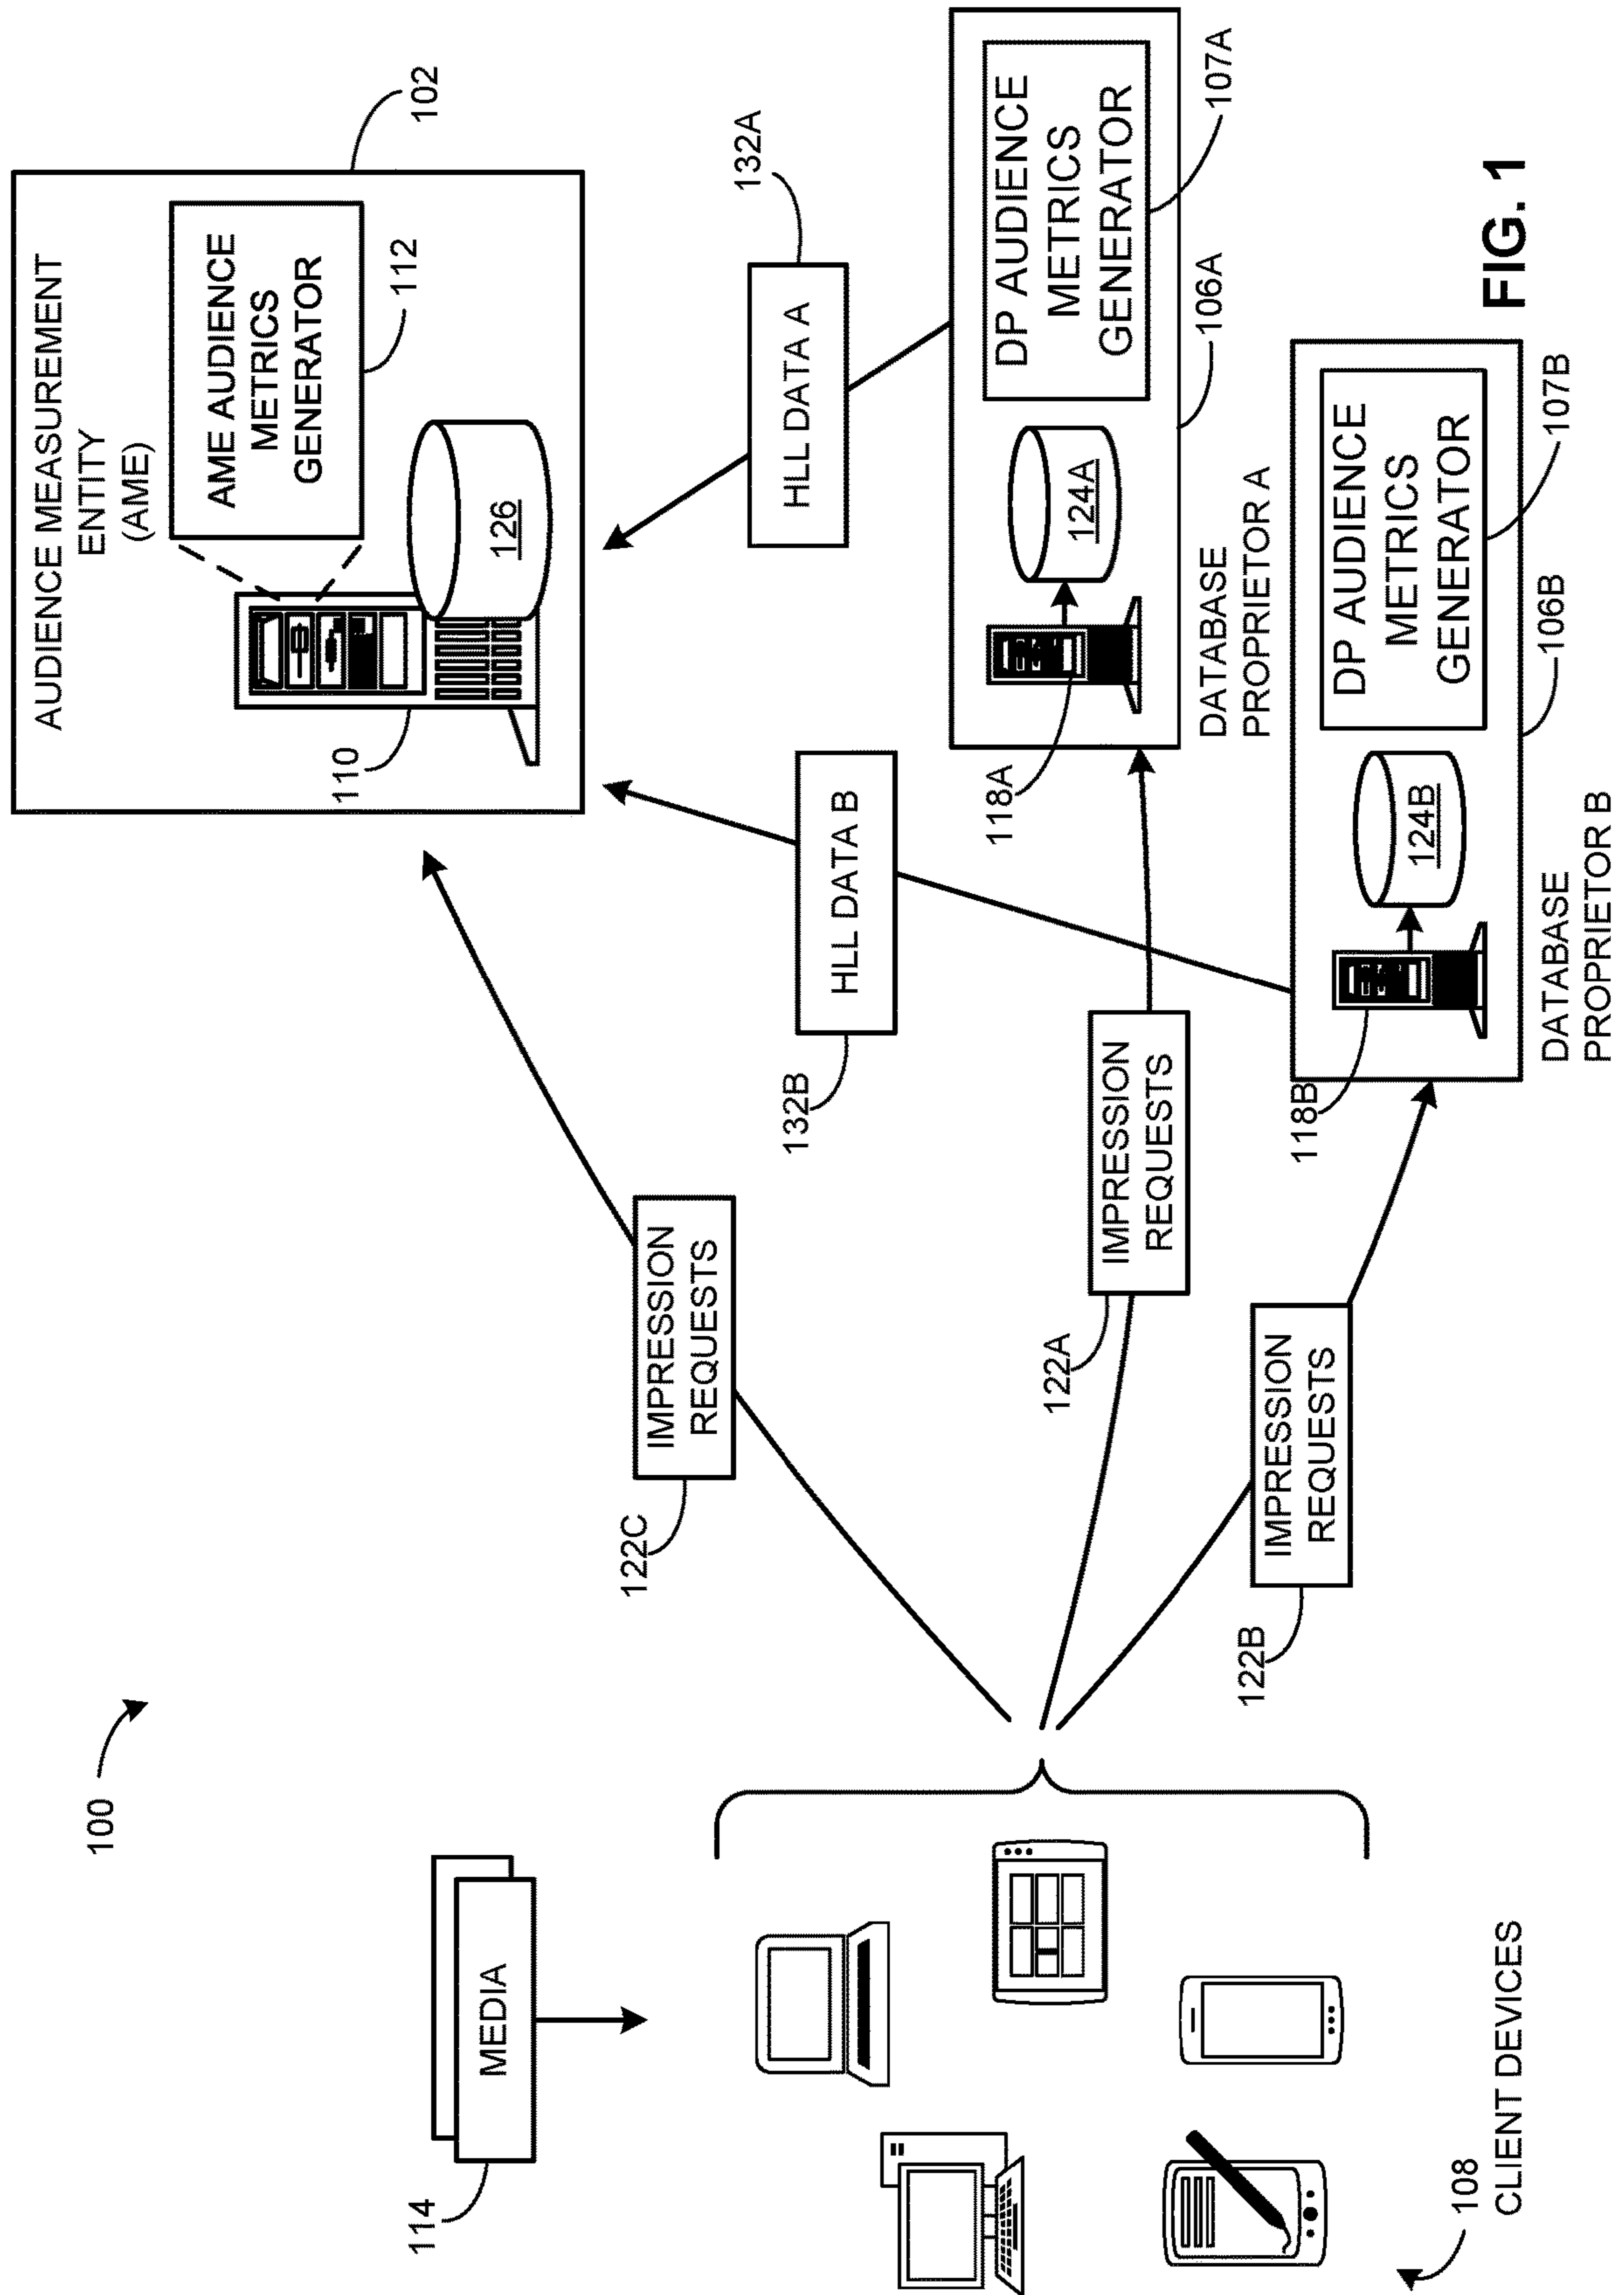 100
114
MEDIA
108
CLIENT DEVICES
122C
IMPRESSION
REQUESTS
122A
IMPRESSION
REQUESTS
122B
IMPRESSION
REQUESTS
AUDIENCE MEASUREMENT
ENTITY
(AME)
AME AUDIENCE
METRICS
GENERATOR
102
112
110
126
132B
HLL DATA B
132A
HLL DATA A
118A
124A
DP AUDIENCE
METRICS
GENERATOR
107A
106A
DATABASE
PROPRIETOR A
118B
124B
DP AUDIENCE
METRICS
GENERATOR
107B
106B
DATABASE
PROPRIETOR B
FIG. 1